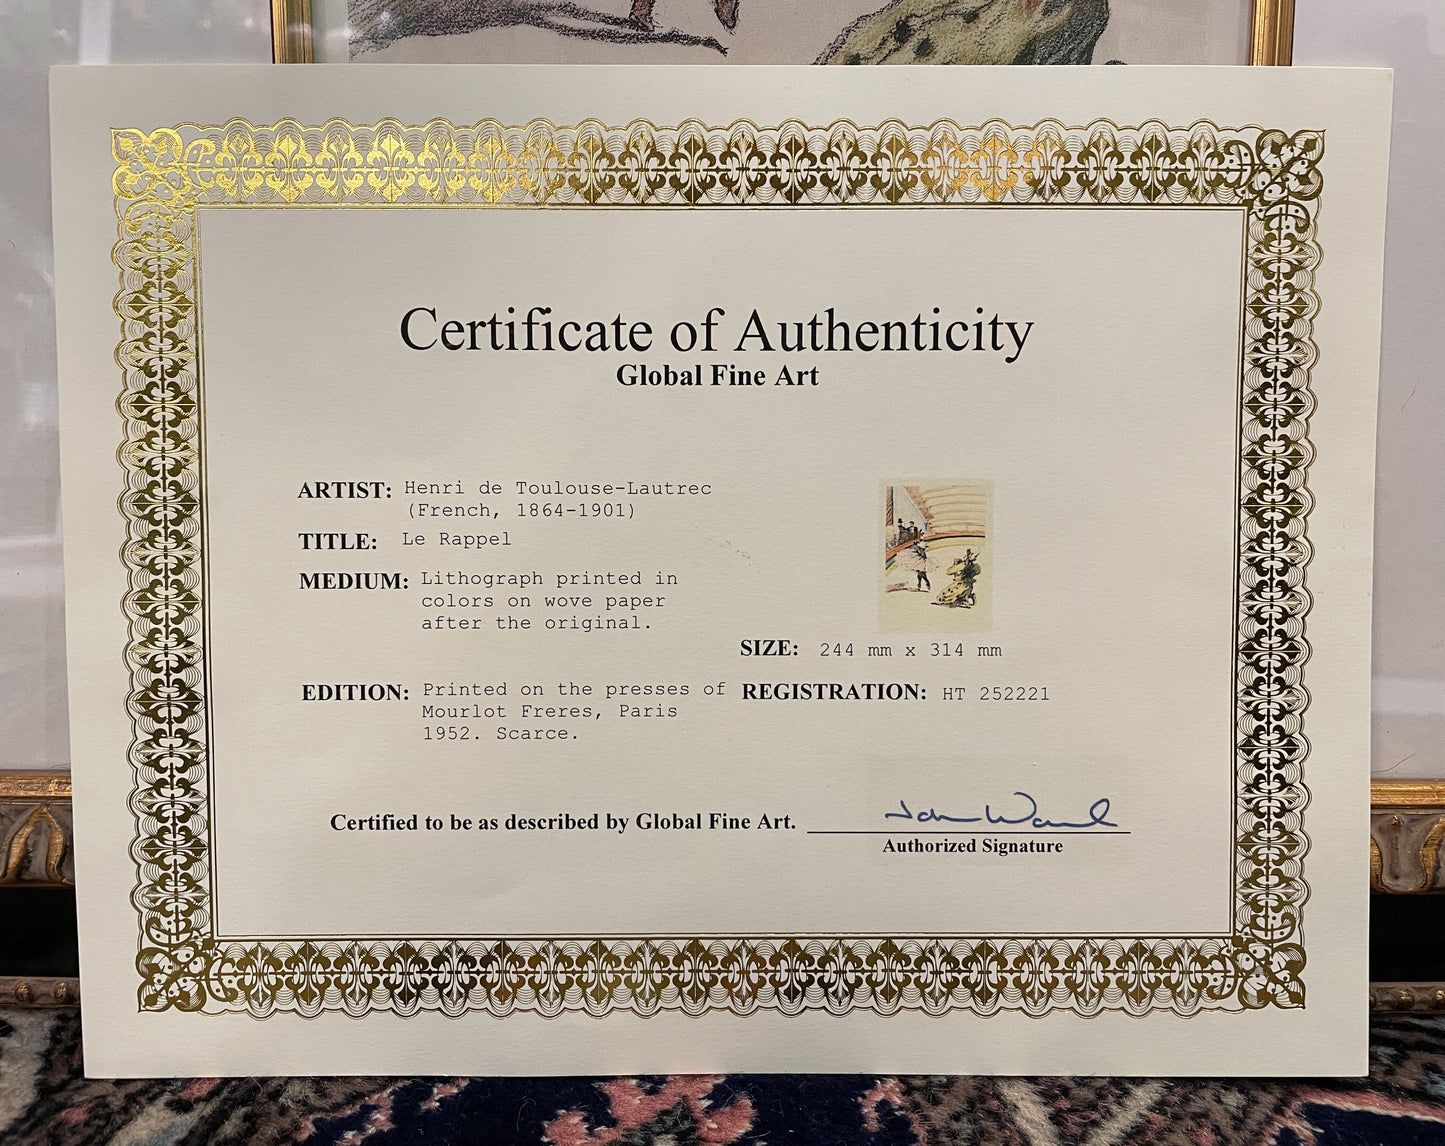 Certificate of Authenticity
Global Fine Art
ARTIST: Henri de Toulouse-Lautrec
(French, 1864-1901)
TITLE: Le Rappel
MEDIUM: Lithograph printed in
colors on wove paper
after the original.
SIZE: 244 mm x 314 mm
EDITION: Printed on the presses of
Mourlot Freres, Paris
1952. Scarce.
REGISTRATION: HT 252221
Certified to be as described by Global Fine Art.
Authorized Signature